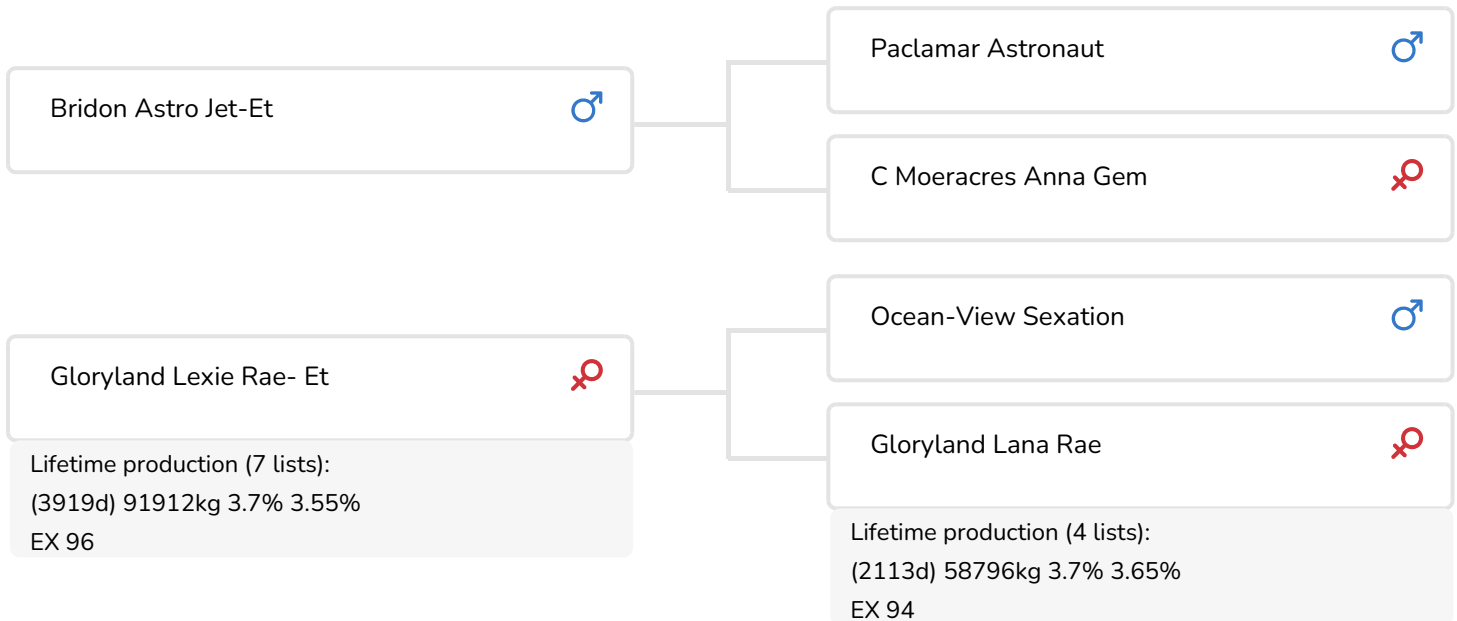 Paclamar Astronaut
Bridon Astro Jet-Et
C Moeracres Anna Gem
Ocean-View Sexation
Gloryland Lexie Rae- Et
Lifetime production (7 lists):
(3919d) 91912kg 3.7% 3.55%
EX 96
Gloryland Lana Rae
Lifetime production (4 lists):
(2113d) 58796kg 3.7% 3.65%
EX 94